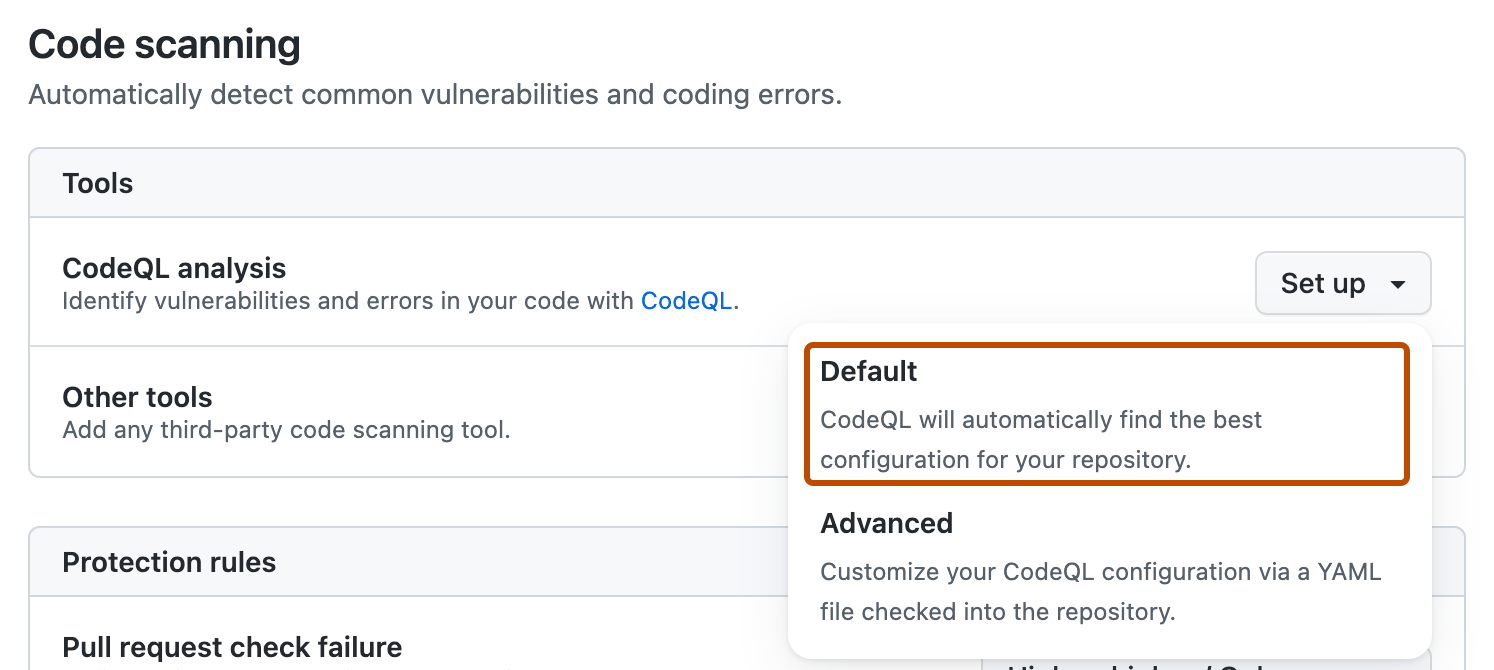 Code scanning
Automatically detect common vulnerabilities and coding errors.
Tools
CodeQL analysis
Identify vulnerabilities and errors in your code with CodeQL.
Set up
Default
CodeQL will automatically find the best
configuration for your repository.
Other tools
Add any third-party code scanning tool.
Advanced
Customize your CodeQL configuration via a YAML
file checked into the repository.
Protection rules
Pull request check failure